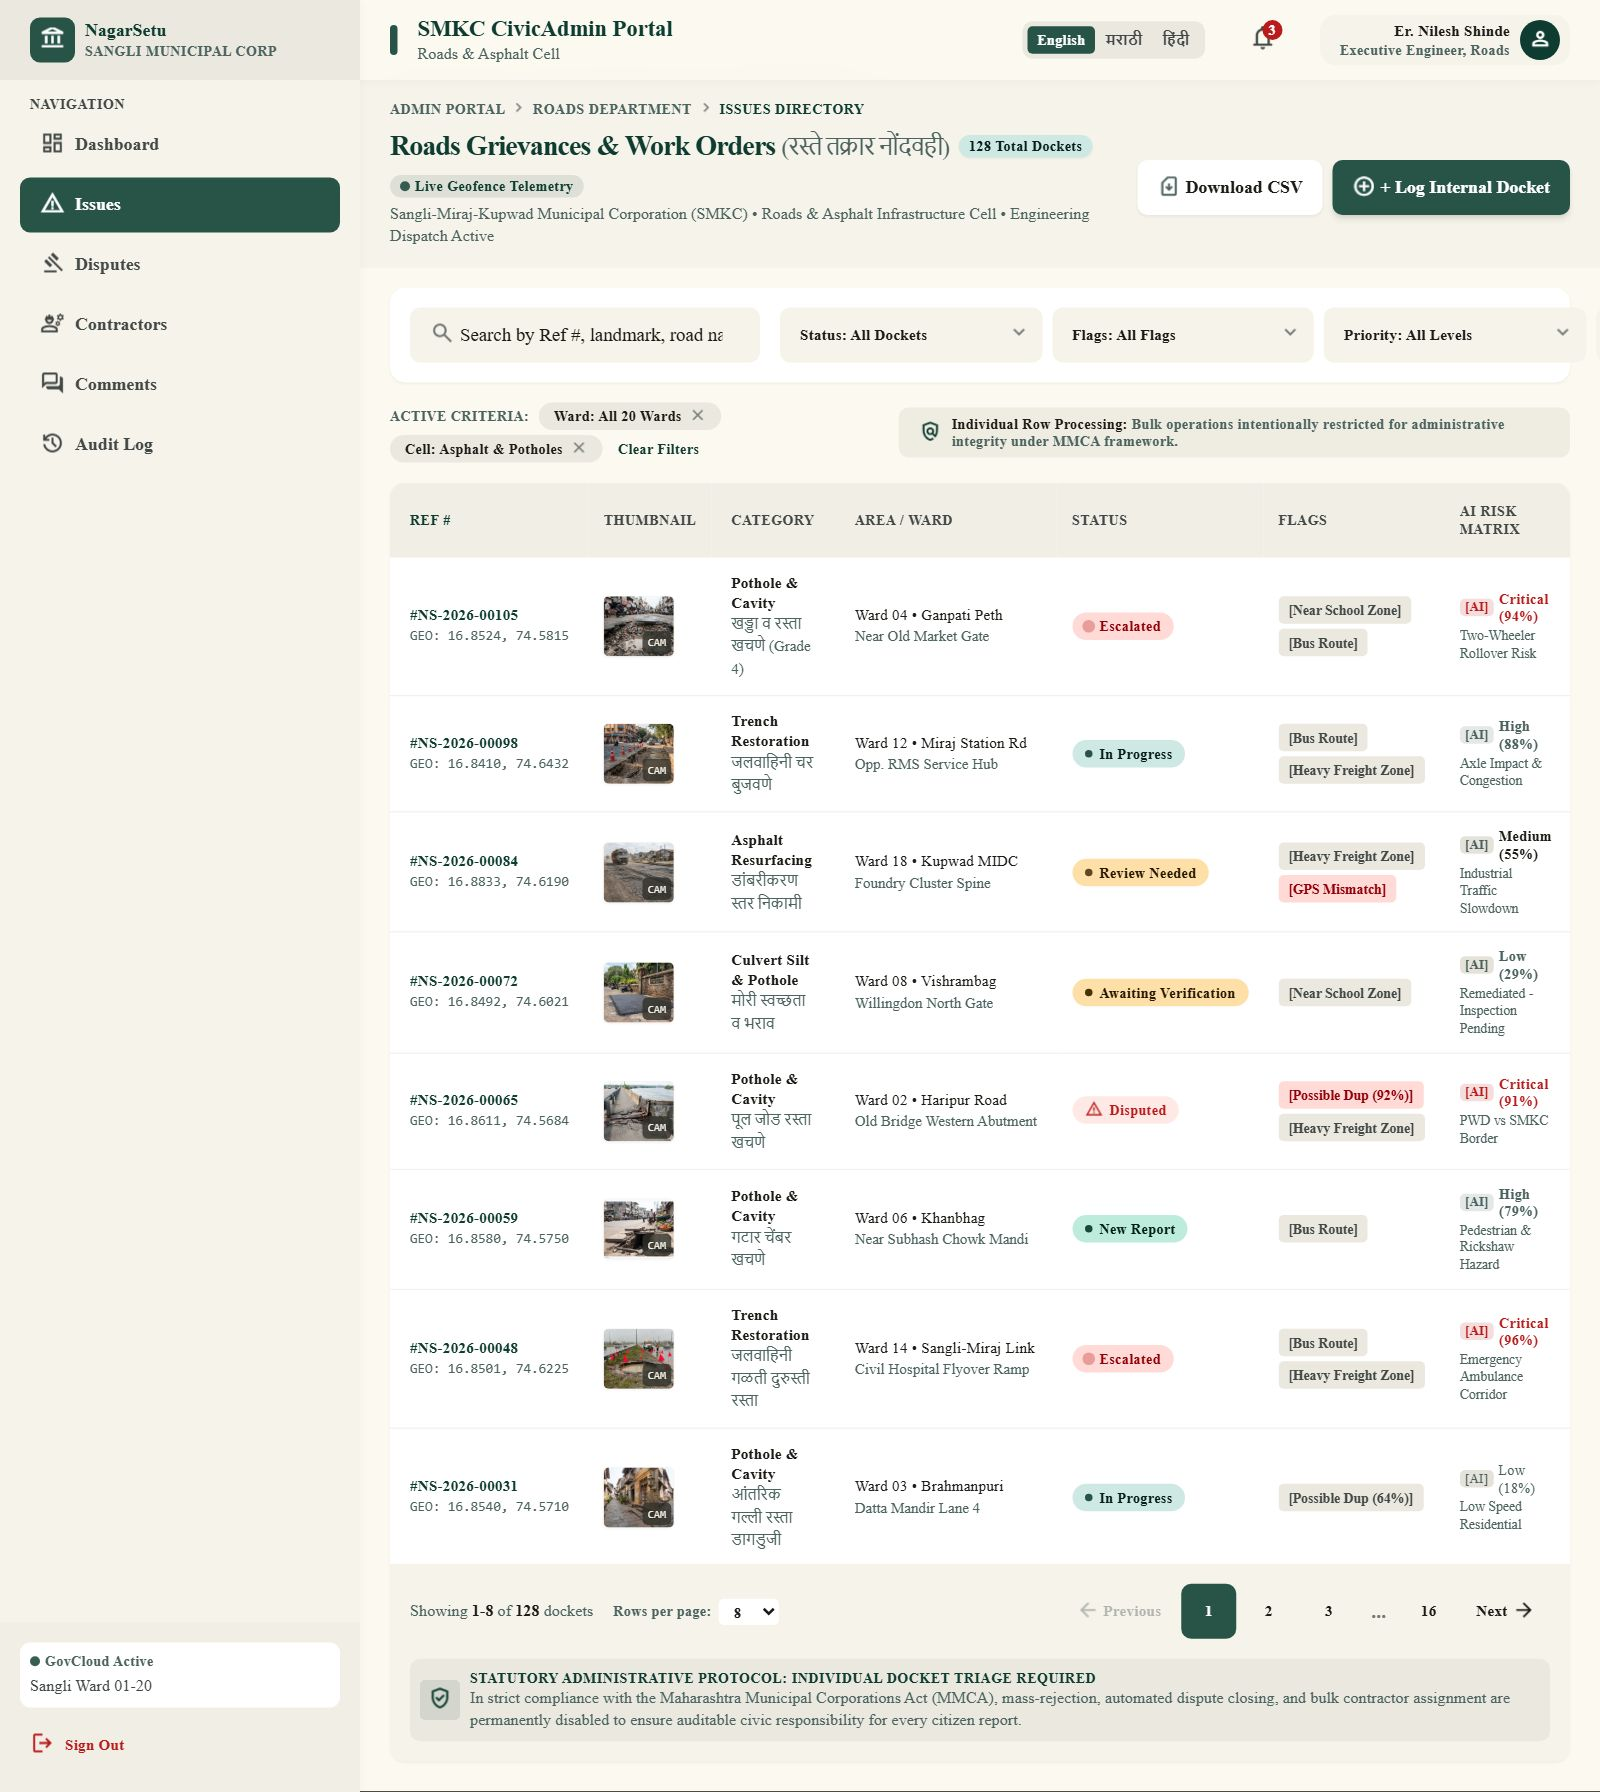 NagarSetu
SANGLI MUNICIPAL CORP
NAVIGATION
Dashboard
Issues
Disputes
Contractors
Comments
Audit Log
GovCloud Active
Sangli Ward 01-20
Sign Out
SMKC CivicAdmin Portal
Roads & Asphalt Cell
English मराठी हिंदी
3
Er. Nilesh Shinde
Executive Engineer, Roads
ADMIN PORTAL > ROADS DEPARTMENT > ISSUES DIRECTORY
Roads Grievances & Work Orders (रस्ते तक्रार नोंदवही) 128 Total Dockets
Live Geofence Telemetry
Sangli-Miraj-Kupwad Municipal Corporation (SMKC) • Roads & Asphalt Infrastructure Cell • Engineering
Dispatch Active
Download CSV
+ Log Internal Docket
Search by Ref #, landmark, road na
Status: All Dockets
Flags: All Flags
Priority: All Levels
ACTIVE CRITERIA: Ward: All 20 Wards
Cell: Asphalt & Potholes Clear Filters
Individual Row Processing: Bulk operations intentionally restricted for administrative
integrity under MMCA framework.
REF # THUMBNAIL CATEGORY AREA / WARD STATUS FLAGS AI RISK
MATRIX
#NS-2026-00105
GEO: 16.8524, 74.5815
CAM
Pothole &
Cavity
खड्डा व रस्ता
खचणे (Grade
4)
Ward 04 • Ganpati Peth
Near Old Market Gate
Escalated
[Near School Zone]
[Bus Route]
[AI] Critical
(94%)
Two-Wheeler
Rollover Risk
#NS-2026-00098
GEO: 16.8410, 74.6432
CAM
Trench
Restoration
जलवाहिनी चर
बुजवणे
Ward 12 • Miraj Station Rd
Opp. RMS Service Hub
In Progress
[Bus Route]
[Heavy Freight Zone]
[AI] High
(88%)
Axle Impact &
Congestion
#NS-2026-00084
GEO: 16.8833, 74.6190
CAM
Asphalt
Resurfacing
डांबरीकरण
स्तर निकामी
Ward 18 • Kupwad MIDC
Foundry Cluster Spine
Review Needed
[Heavy Freight Zone]
[GPS Mismatch]
[AI] Medium
(55%)
Industrial
Traffic
Slowdown
#NS-2026-00072
GEO: 16.8492, 74.6021
CAM
Culvert Silt
& Pothole
मोरी स्वच्छता
व भराव
Ward 08 • Vishrambag
Willingdon North Gate
Awaiting Verification
[Near School Zone]
[AI] Low
(29%)
Remediated -
Inspection
Pending
#NS-2026-00065
GEO: 16.8611, 74.5684
CAM
Pothole &
Cavity
पूल जोड रस्ता
खचणे
Ward 02 • Haripur Road
Old Bridge Western Abutment
Disputed
[Possible Dup (92%)]
[Heavy Freight Zone]
[AI] Critical
(91%)
PWD vs SMKC
Border
#NS-2026-00059
GEO: 16.8580, 74.5750
CAM
Pothole &
Cavity
गटार चेंबर
खचणे
Ward 06 • Khanbhag
Near Subhash Chowk Mandi
New Report
[Bus Route]
[AI] High
(79%)
Pedestrian &
Rickshaw
Hazard
#NS-2026-00048
GEO: 16.8501, 74.6225
CAM
Trench
Restoration
जलवाहिनी
गळती दुरुस्ती
रस्ता
Ward 14 • Sangli-Miraj Link
Civil Hospital Flyover Ramp
Escalated
[Bus Route]
[Heavy Freight Zone]
[AI] Critical
(96%)
Emergency
Ambulance
Corridor
#NS-2026-00031
GEO: 16.8540, 74.5710
CAM
Pothole &
Cavity
आंतरिक
गल्ली रस्ता
डागडुजी
Ward 03 • Brahmanpuri
Datta Mandir Lane 4
In Progress
[Possible Dup (64%)]
[AI] Low
(18%)
Low Speed
Residential
Showing 1-8 of 128 dockets Rows per page: 8
Previous 1 2 3 ... 16 Next
STATUTORY ADMINISTRATIVE PROTOCOL: INDIVIDUAL DOCKET TRIAGE REQUIRED
In strict compliance with the Maharashtra Municipal Corporations Act (MMCA), mass-rejection, automated dispute closing, and bulk contractor assignment are
permanently disabled to ensure auditable civic responsibility for every citizen report.